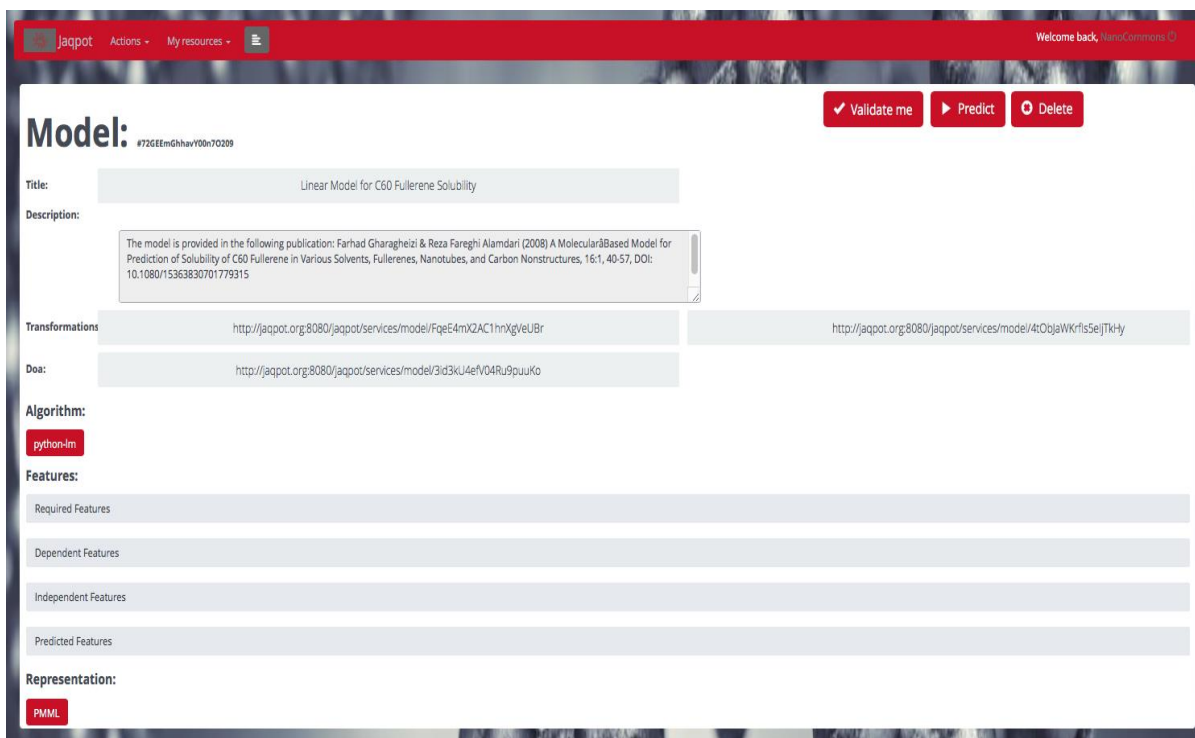 Jaqpot Actions My resources Welcome back, NanoCommons
Validate me Predict Delete
Model: #72GEEmGhhavY00n7O209
Title: Linear Model for C60 Fullerene Solubility
Description:
The model is provided in the following publication: Farhad Gharagheizi & Reza Fareghi Alamdari (2008) A MolecularâBased Model for
Prediction of Solubility of C60 Fullerene in Various Solvents, Fullerenes, Nanotubes, and Carbon Nonstructures, 16:1, 40-57, DOI:
10.1080/15363830701779315
Transformations http://jaqpot.org:8080/jaqpot/services/model/FqeE4mX2AC1hnXgVeUBr http://jaqpot.org:8080/jaqpot/services/model/4tObJaWKrfIs5eIjTkHy
Doa: http://jaqpot.org:8080/jaqpot/services/model/3id3kU4efV04Ru9puuKo
Algorithm:
python-lm
Features:
Required Features
Dependent Features
Independent Features
Predicted Features
Representation:
PMML